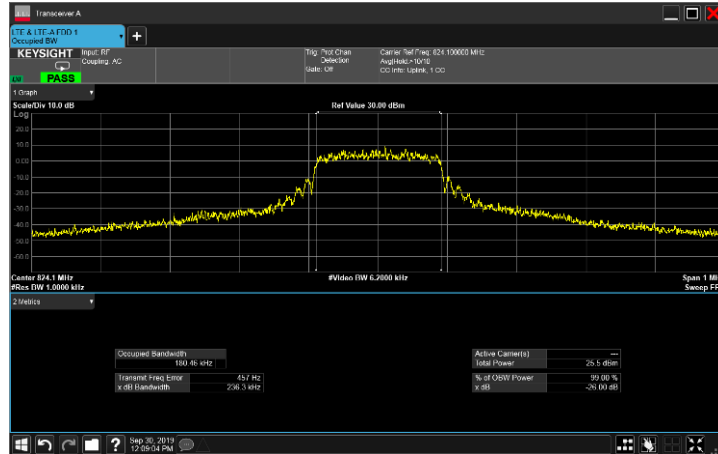 Transceiver A
LTE & LTE-A FDD 1
Occupied BW
KEYSIGHT
Input: RF
Coupling: AC
Trig: Prot Chan
Detection
Gate: Off
Carrier Ref Freq: 824.100000 MHz
Avg|Hold:>10/10
CC Info: Uplink, 1 CC
PASS
1 Graph
Scale/Div 10.0 dB
Ref Value 30.00 dBm
Log
20.0
10.0
0.00
-10.0
-20.0
-30.0
-40.0
-50.0
-60.0
Center 824.1 MHz
#Video BW 6.2000 kHz
Span 1 MH
#Res BW 1.0000 kHz
Sweep FF
2 Metrics
Occupied Bandwidth
180.46 kHz
Active Carrier(s) ---
Total Power 25.5 dBm
Transmit Freq Error 457 Hz
x dB Bandwidth 236.3 kHz
% of OBW Power 99.00 %
x dB -26.00 dB
Sep 30, 2019
12:09:04 PM